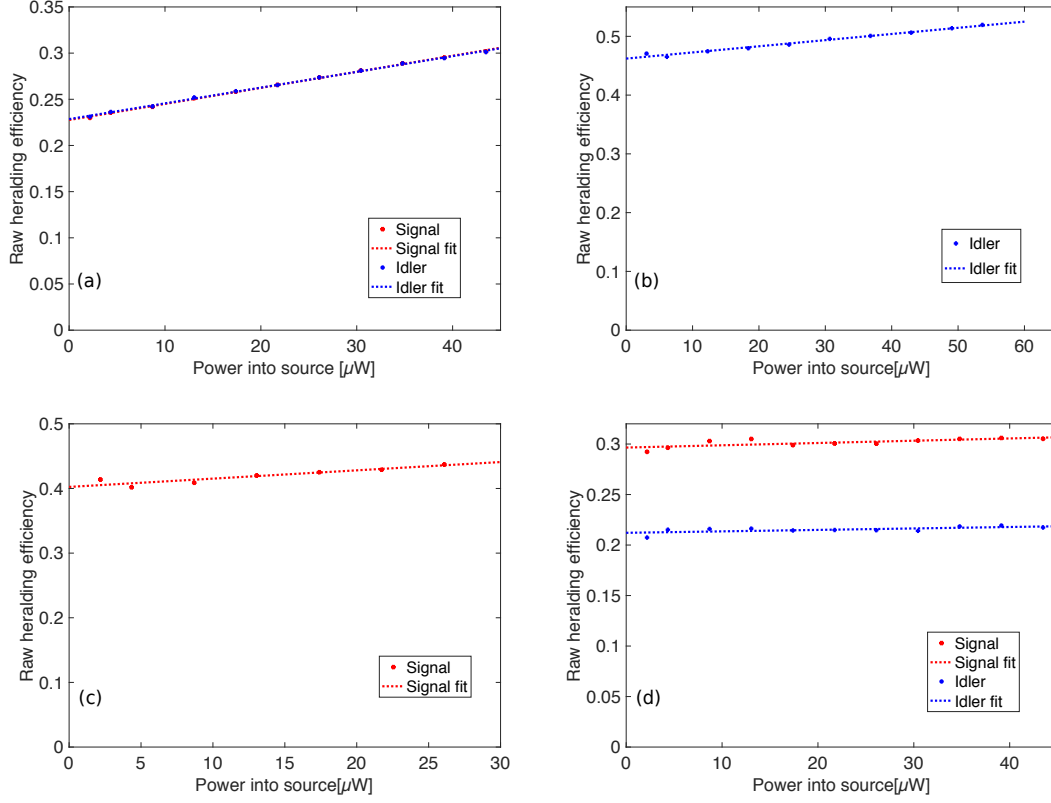 0.35
0.3
0.25
0.2
0.15
0.1
0.05
0
Raw heralding efficiency
(a)
Signal
Signal fit
Idler
Idler fit
0 10 20 30 40
Power into source [µW]
0.5
0.4
0.3
0.2
0.1
0
Raw heralding efficiency
(b)
Idler
Idler fit
0 10 20 30 40 50 60
Power into source[µW]
0.5
0.4
0.3
0.2
0.1
0
Raw heralding efficiency
(c)
Signal
Signal fit
0 5 10 15 20 25 30
Power into source[µW]
0.3
0.25
0.2
0.15
0.1
0.05
0
Raw heralding efficiency
(d)
Signal
Signal fit
Idler
Idler fit
0 10 20 30 40
Power into source[µW]